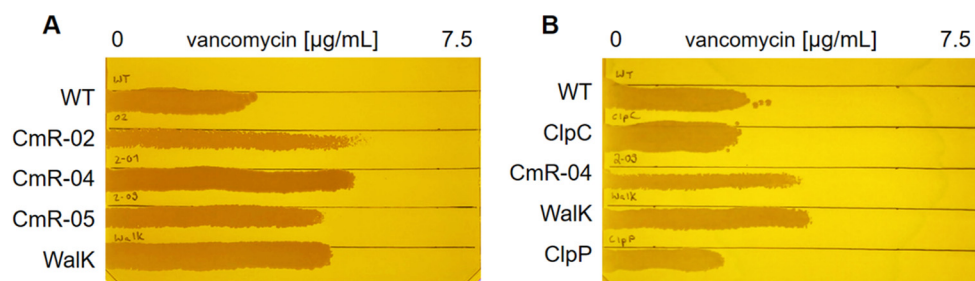 A
0 vancomycin [µg/mL] 7.5
WT
CmR-02
CmR-04
CmR-05
WalK
WT
02
2-01
2-03
WalK
B
0 vancomycin [µg/mL] 7.5
WT
ClpC
CmR-04
WalK
ClpP
WT
ClpC
2-03
WalK
ClpP